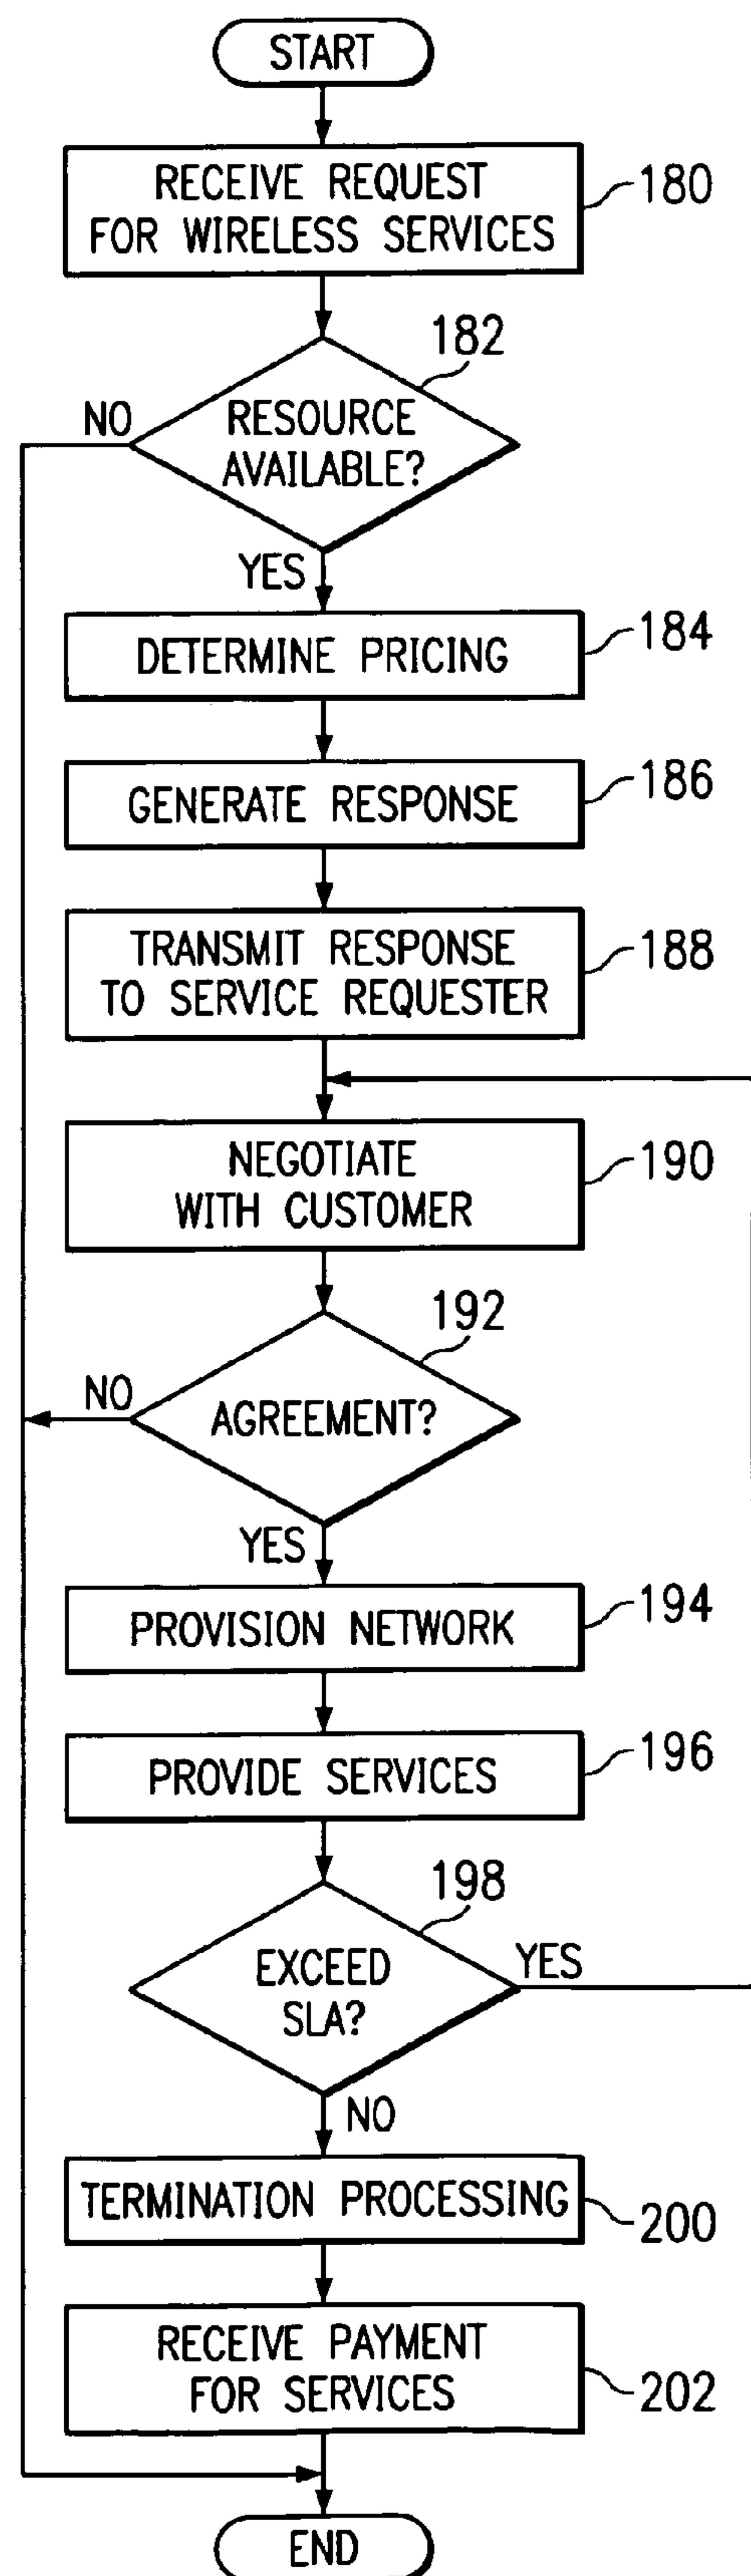 START
RECEIVE REQUEST
FOR WIRELESS SERVICES
180
182
NO
RESOURCE
AVAILABLE?
YES
DETERMINE PRICING
184
GENERATE RESPONSE
186
TRANSMIT RESPONSE
TO SERVICE REQUESTER
188
NEGOTIATE
WITH CUSTOMER
190
192
NO
AGREEMENT?
YES
PROVISION NETWORK
194
PROVIDE SERVICES
196
198
EXCEED
SLA?
YES
NO
TERMINATION PROCESSING
200
RECEIVE PAYMENT
FOR SERVICES
202
END